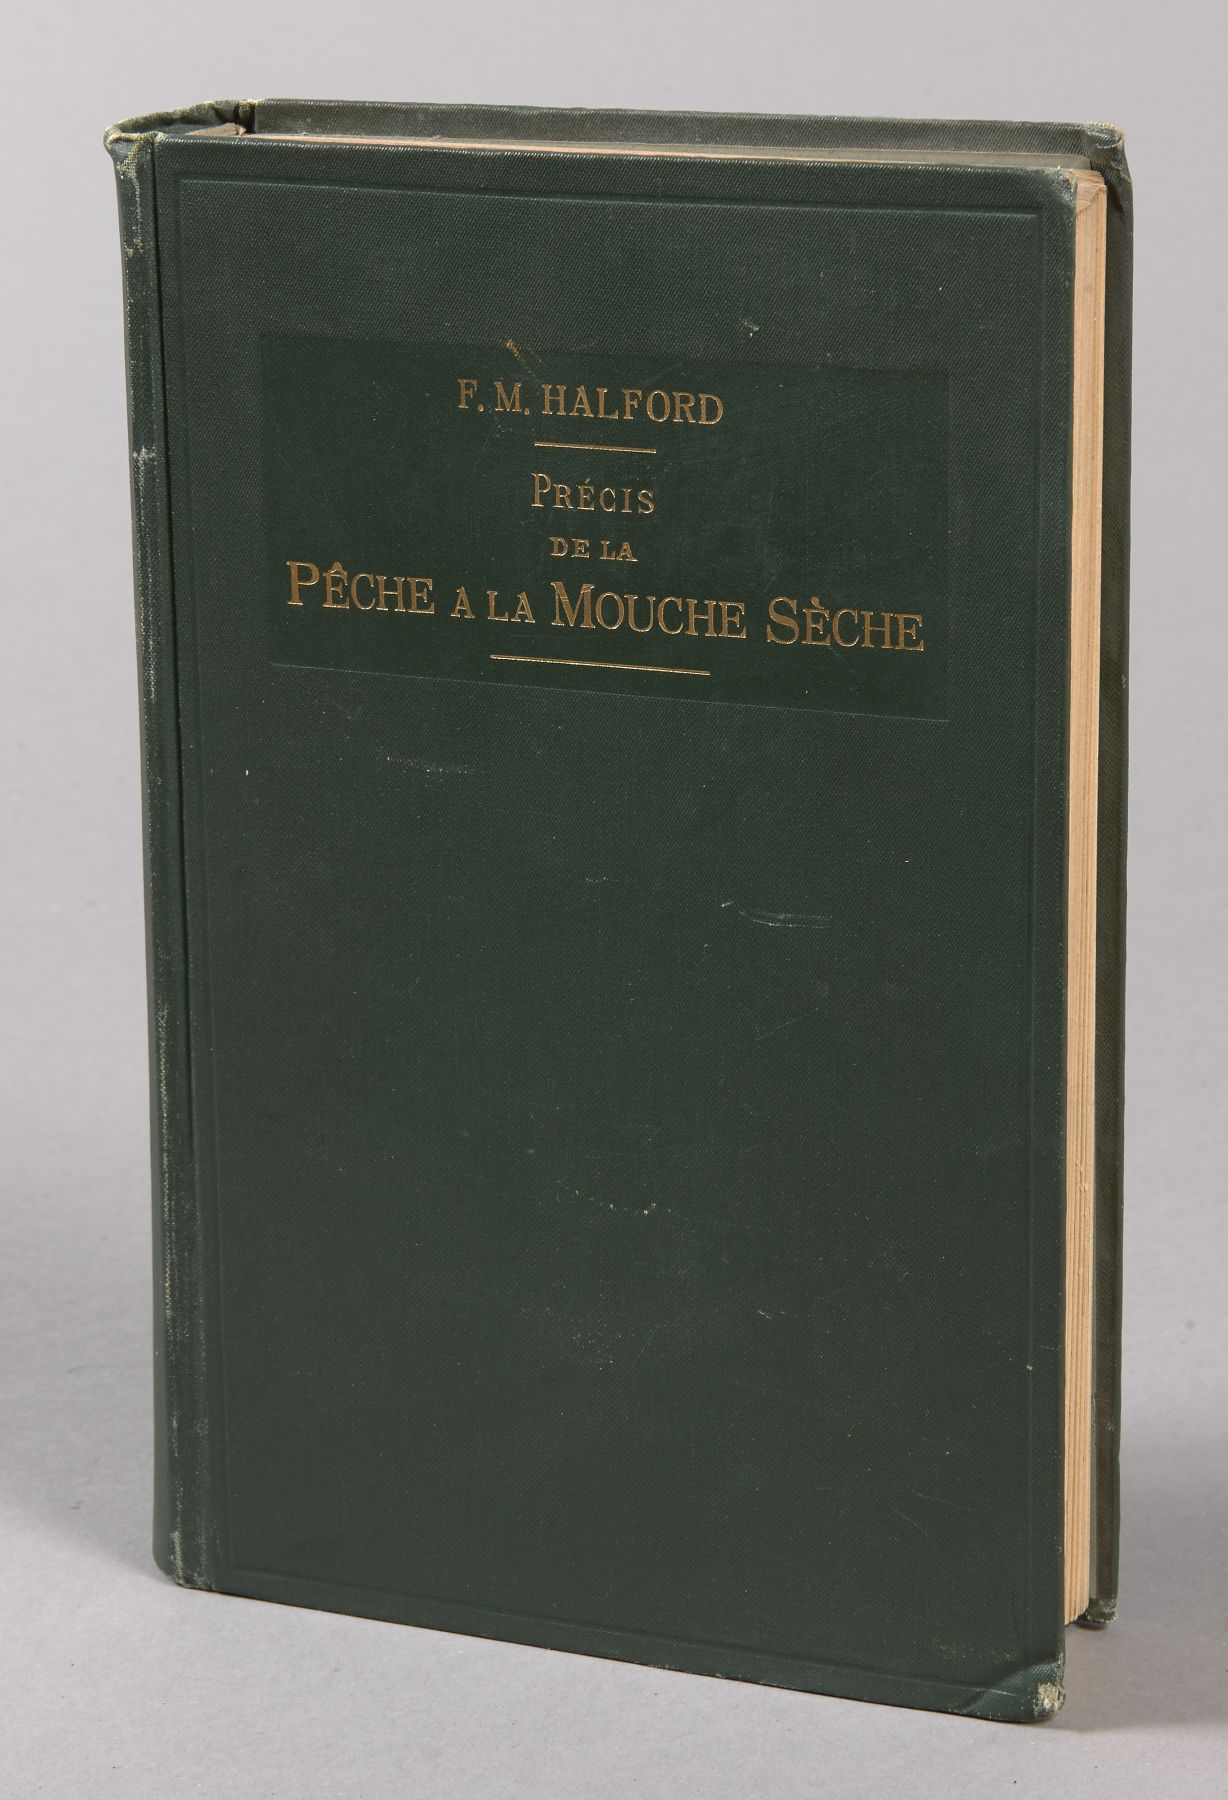 F. M. HALFORD
PRÉCIS
DE LA
PÊCHE A LA MOUCHE SÈCHE